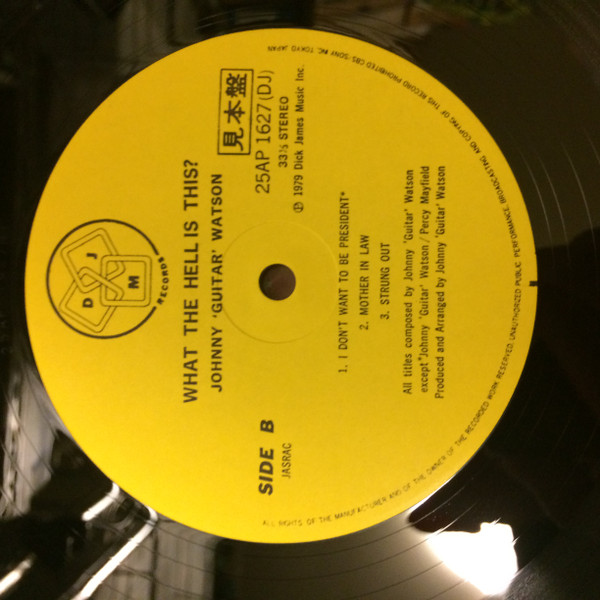 DJM
RECORDS
WHAT THE HELL IS THIS?
JOHNNY 'GUITAR' WATSON
見本盤
25AP 1627(DJ)
33⅓ STEREO
Ⓟ 1979 Dick James Music Inc.
SIDE B
JASRAC
1. I DON'T WANT TO BE PRESIDENT*
2. MOTHER IN LAW
3. STRUNG OUT
All titles composed by Johnny 'Guitar' Watson
except*Johnny 'Guitar' Watson / Percy Mayfield
Produced and Arranged by Johnny 'Guitar' Watson
ALL RIGHTS OF THE MANUFACTURER AND OF THE OWNER OF THE RECORDED WORK RESERVED. UNAUTHORIZED PUBLIC PERFORMANCE, BROADCASTING AND COPYING OF THIS RECORD PROHIBITED CBS/SONY INC. TOKYO JAPAN